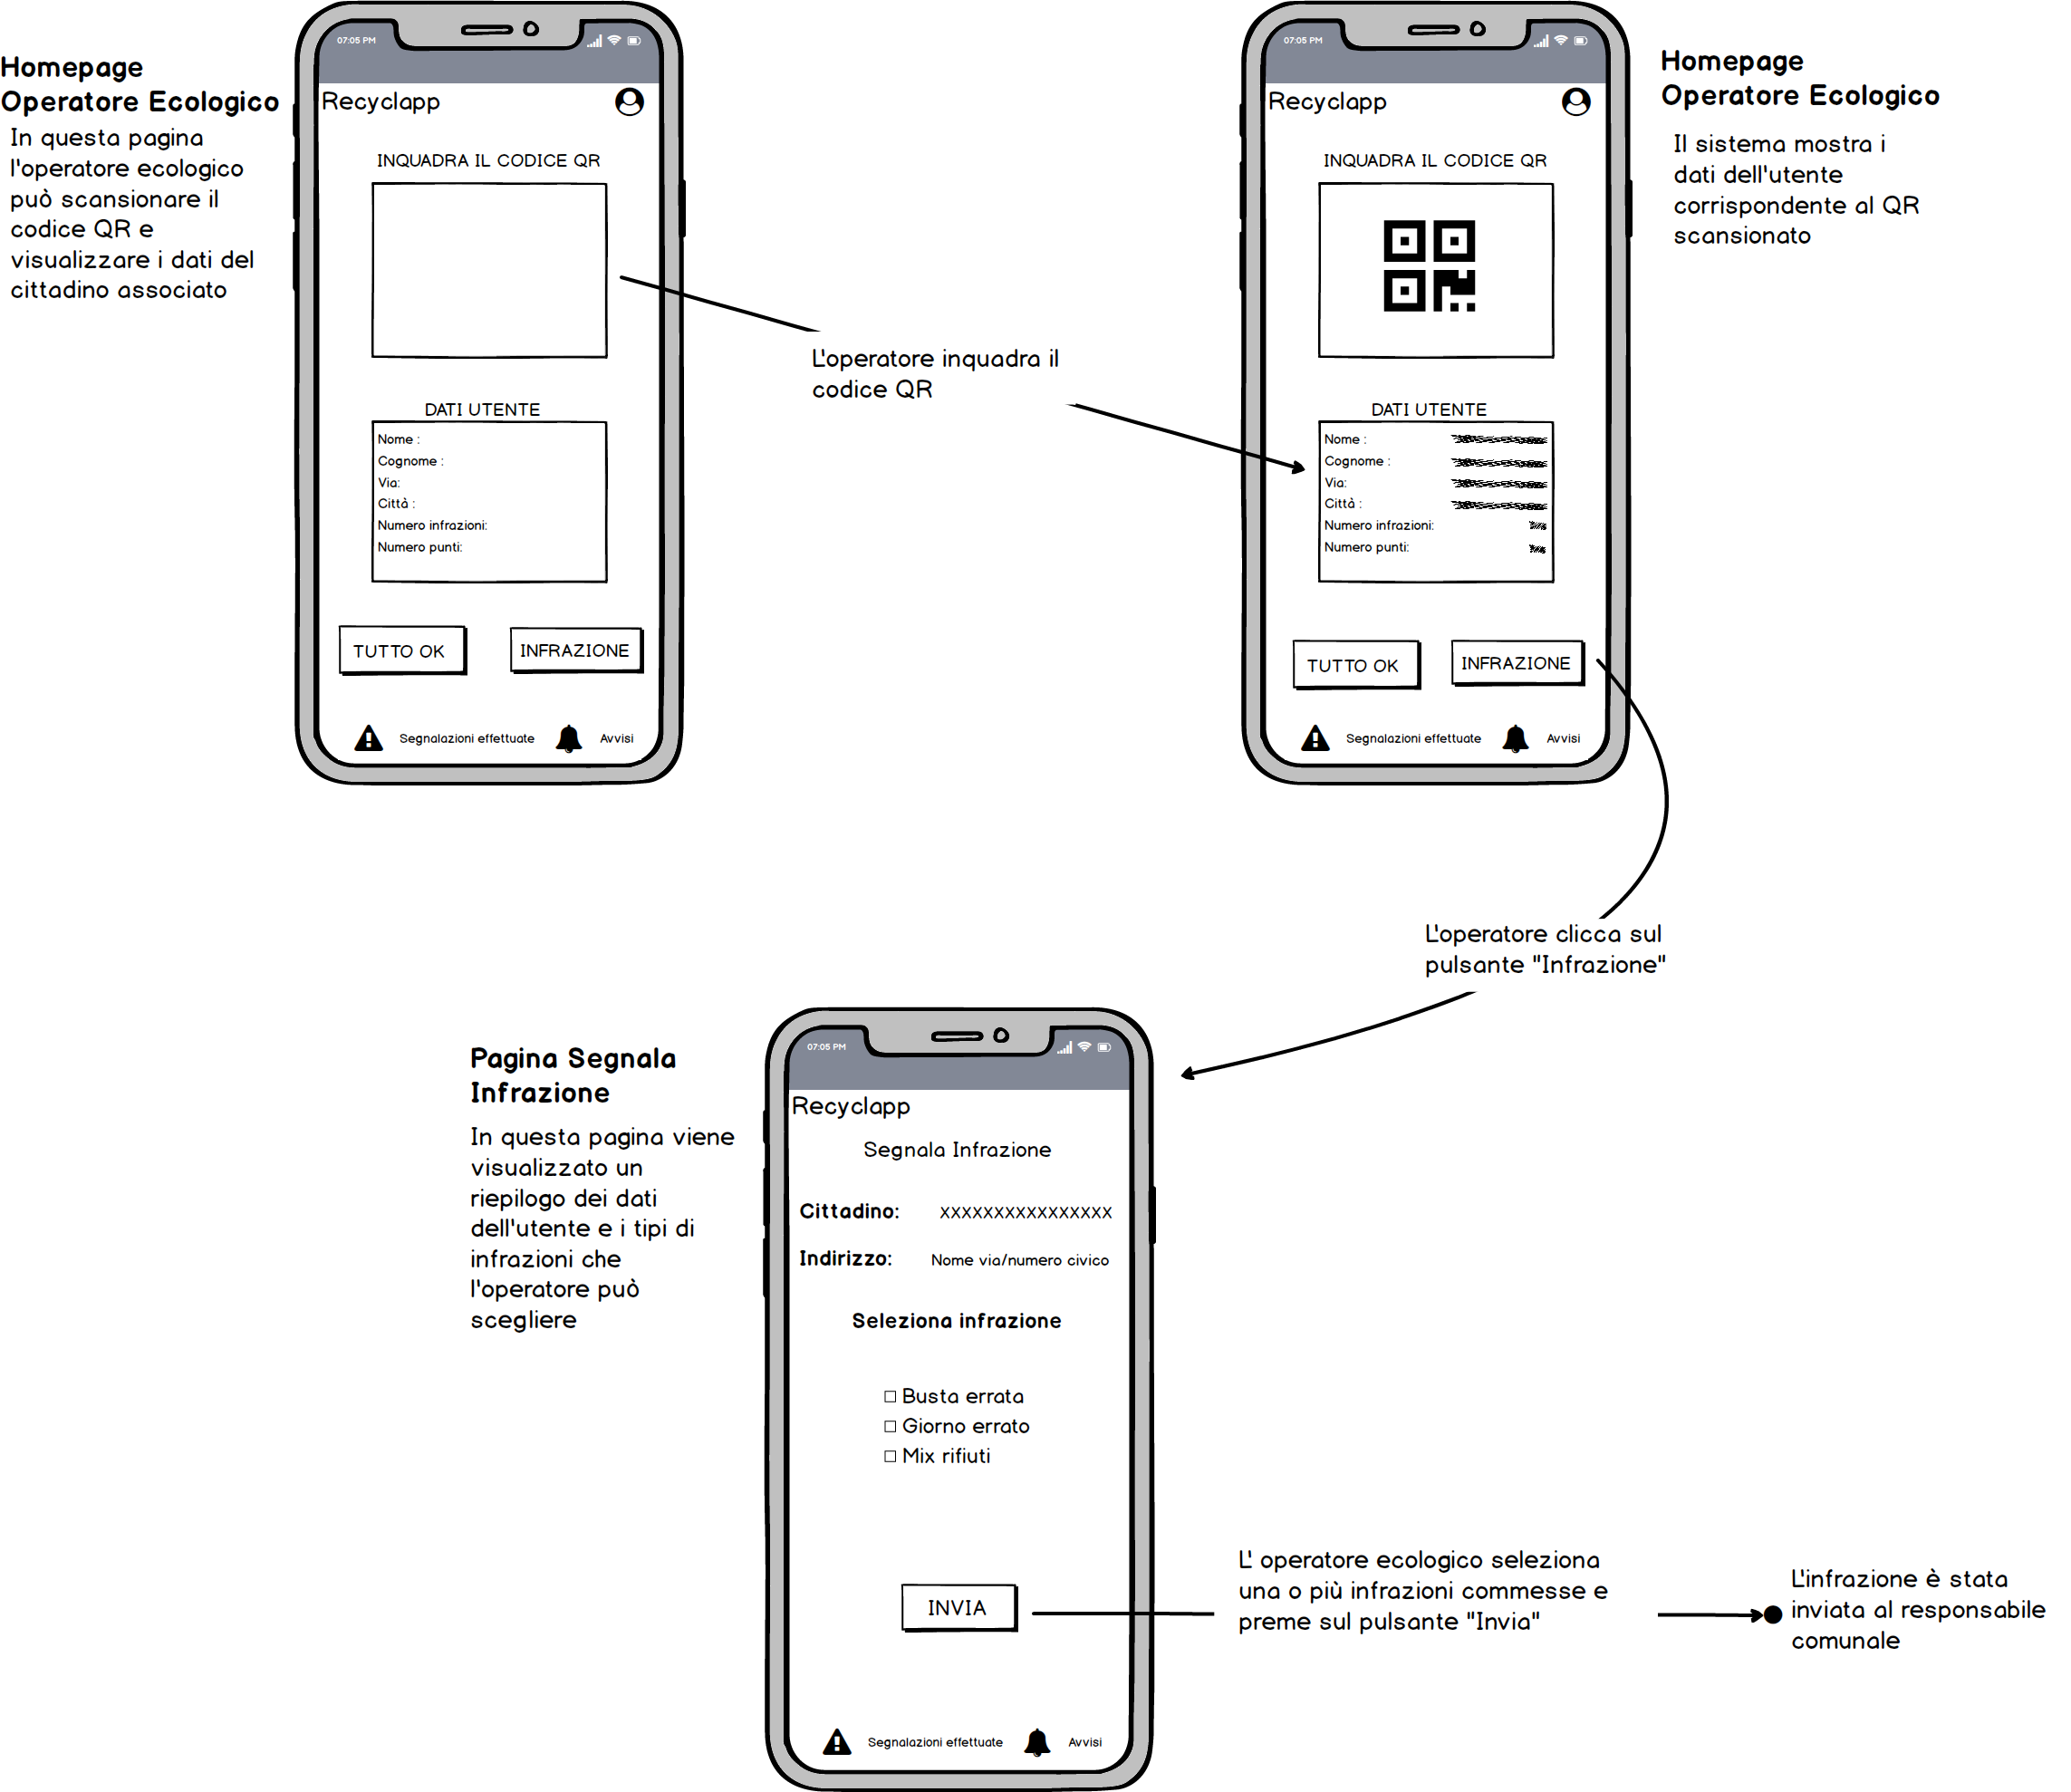 Homepage
Operatore Ecologico
In questa pagina
l'operatore ecologico
può scansionare il
codice QR e
visualizzare i dati del
cittadino associato
07:05 PM
Recyclapp
INQUADRA IL CODICE QR
DATI UTENTE
Nome :
Cognome :
Via:
Città :
Numero infrazioni:
Numero punti:
TUTTO OK
INFRAZIONE
Segnalazioni effettuate
Avvisi
L'operatore inquadra il
codice QR
07:05 PM
Recyclapp
INQUADRA IL CODICE QR
DATI UTENTE
Nome :
Cognome :
Via:
Città :
Numero infrazioni:
Numero punti:
TUTTO OK
INFRAZIONE
Segnalazioni effettuate
Avvisi
Homepage
Operatore Ecologico
Il sistema mostra i
dati dell'utente
corrispondente al QR
scansionato
L'operatore clicca sul
pulsante "Infrazione"
Pagina Segnala
Infrazione
In questa pagina viene
visualizzato un
riepilogo dei dati
dell'utente e i tipi di
infrazioni che
l'operatore può
scegliere
07:05 PM
Recyclapp
Segnala Infrazione
Cittadino: XXXXXXXXXXXXXXXX
Indirizzo: Nome via/numero civico
Seleziona infrazione
Busta errata
Giorno errato
Mix rifiuti
INVIA
Segnalazioni effettuate
Avvisi
L' operatore ecologico seleziona
una o più infrazioni commesse e
preme sul pulsante "Invia"
L'infrazione è stata
inviata al responsabile
comunale